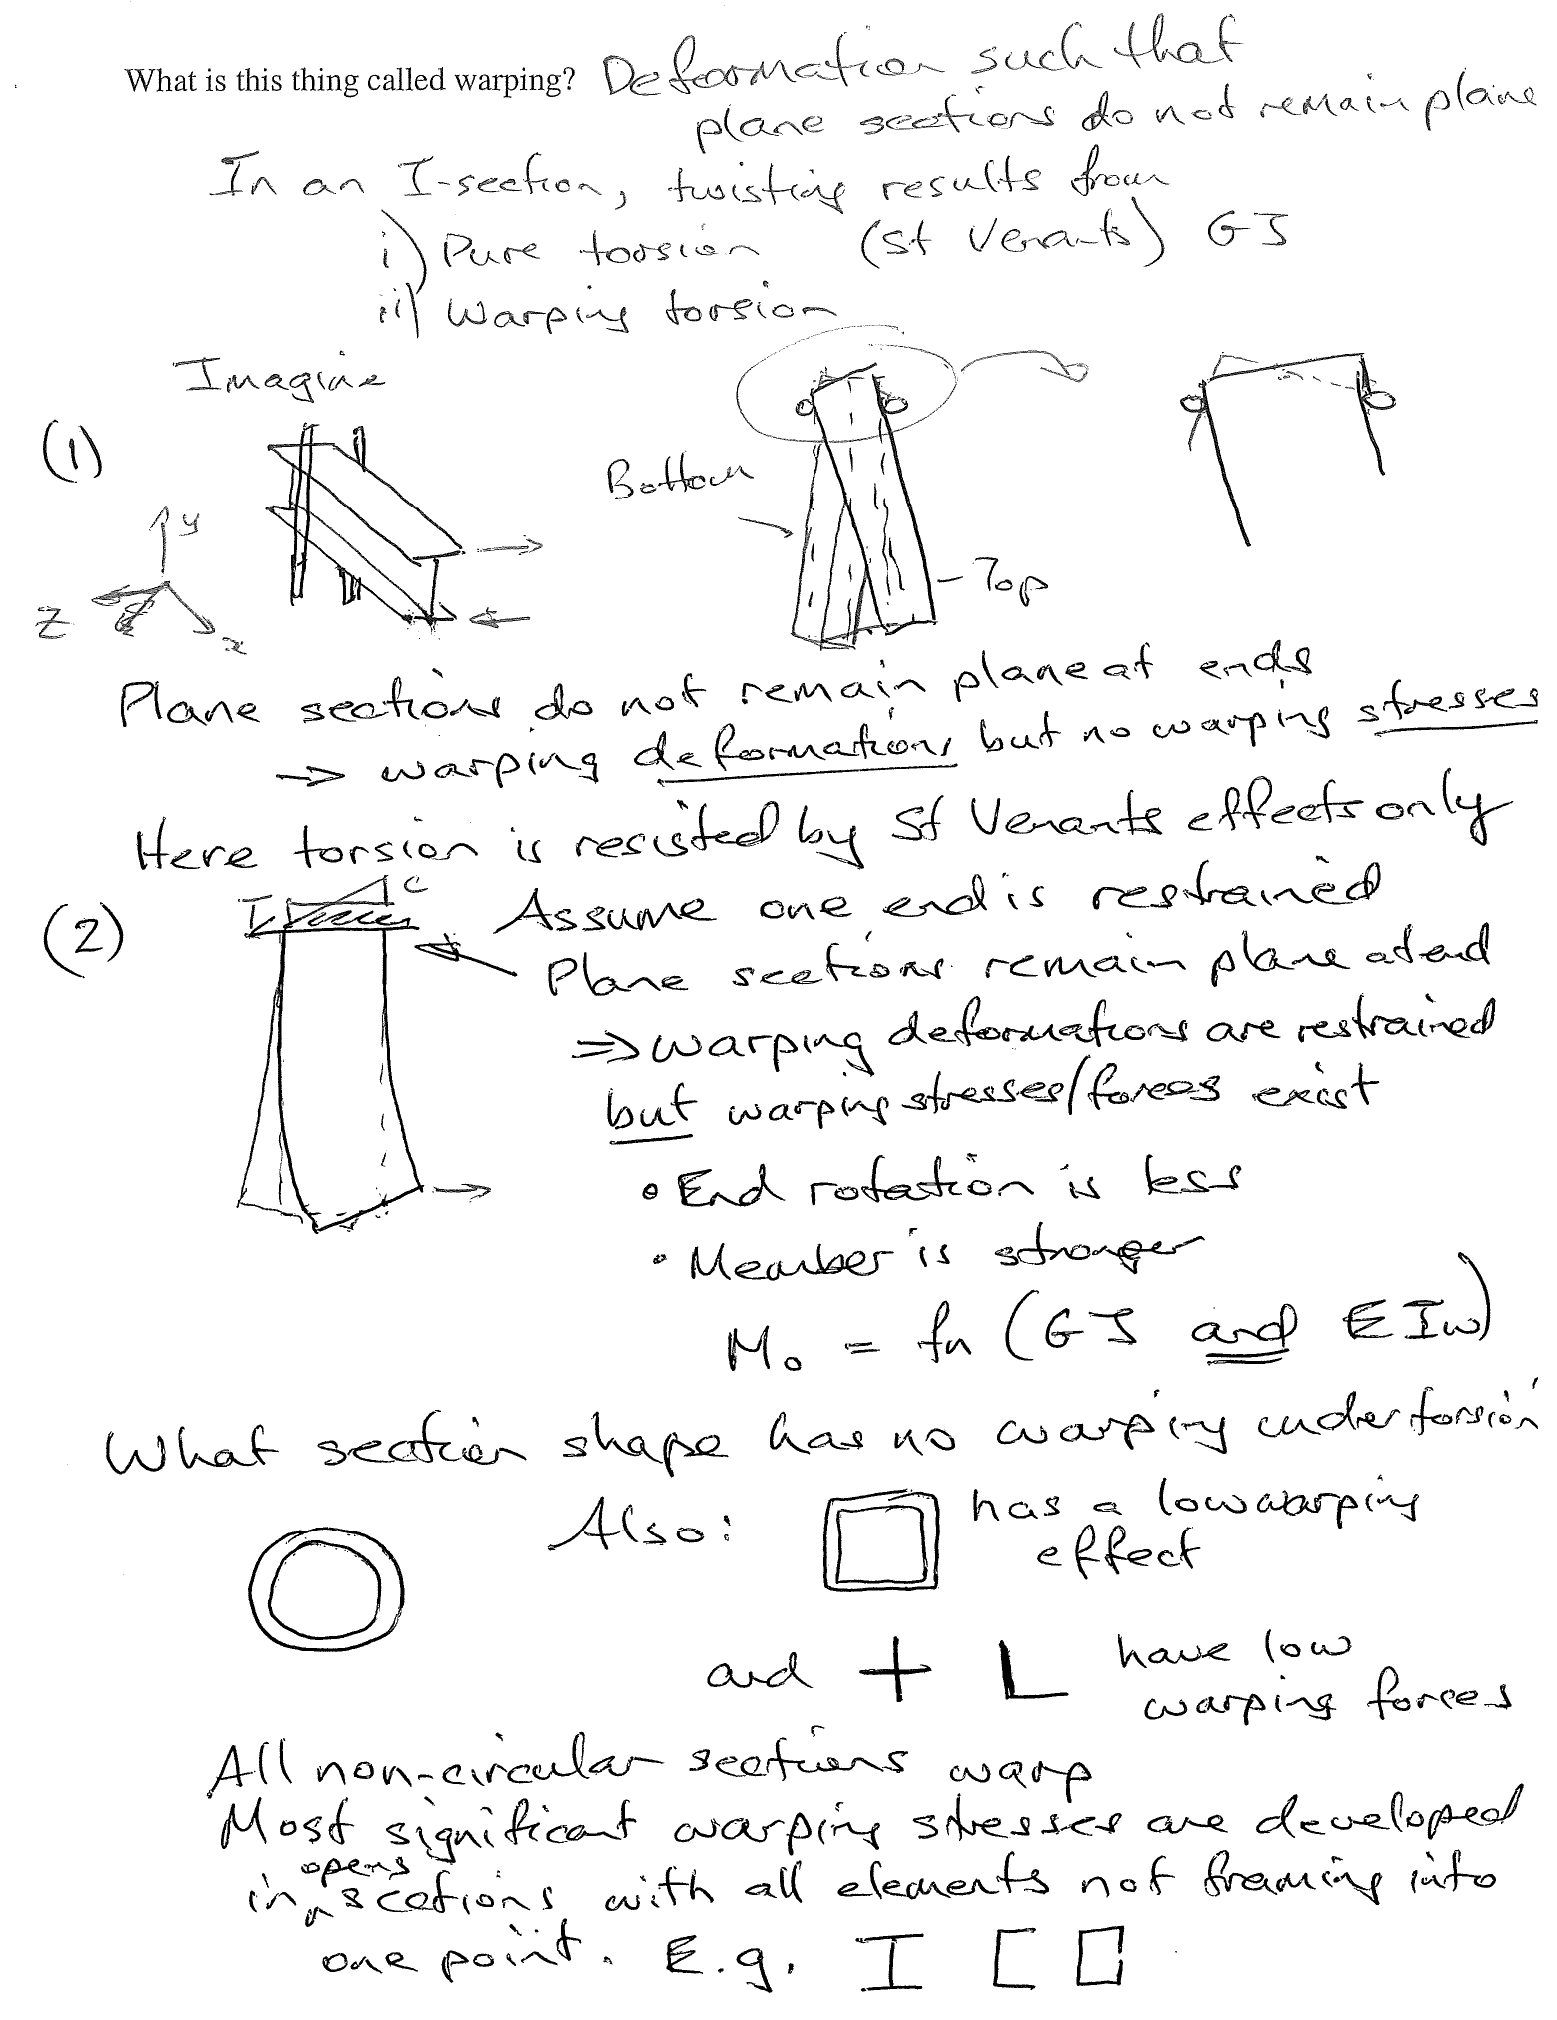 What is this thing called warping? Deformation such that
plane sections do not remain plane
In an I-section, twisting results from
i) Pure torsion (St Venants) GJ
ii) Warping torsion
Imagine
(1)
y
Z
x
Bottom
Top
Plane sections do not remain plane at ends
→ warping deformations but no warping stresses
Here torsion is resisted by St Venants effects only
(2)
T
C
Assume one end is restrained
Plane sections remain plane at end
⇒ warping deformations are restrained
but warping stresses/forces exist
• End rotation is less
• Member is stronger
Mo = fn (GJ and EIw)
What section shape has no warping under torsion
Also: has a low warping
effect
and + L have low
warping forces
All non-circular sections warp
Most significant warping stresses are developed
opens
in sections with all elements not framing into
one point. E.g. I [ [